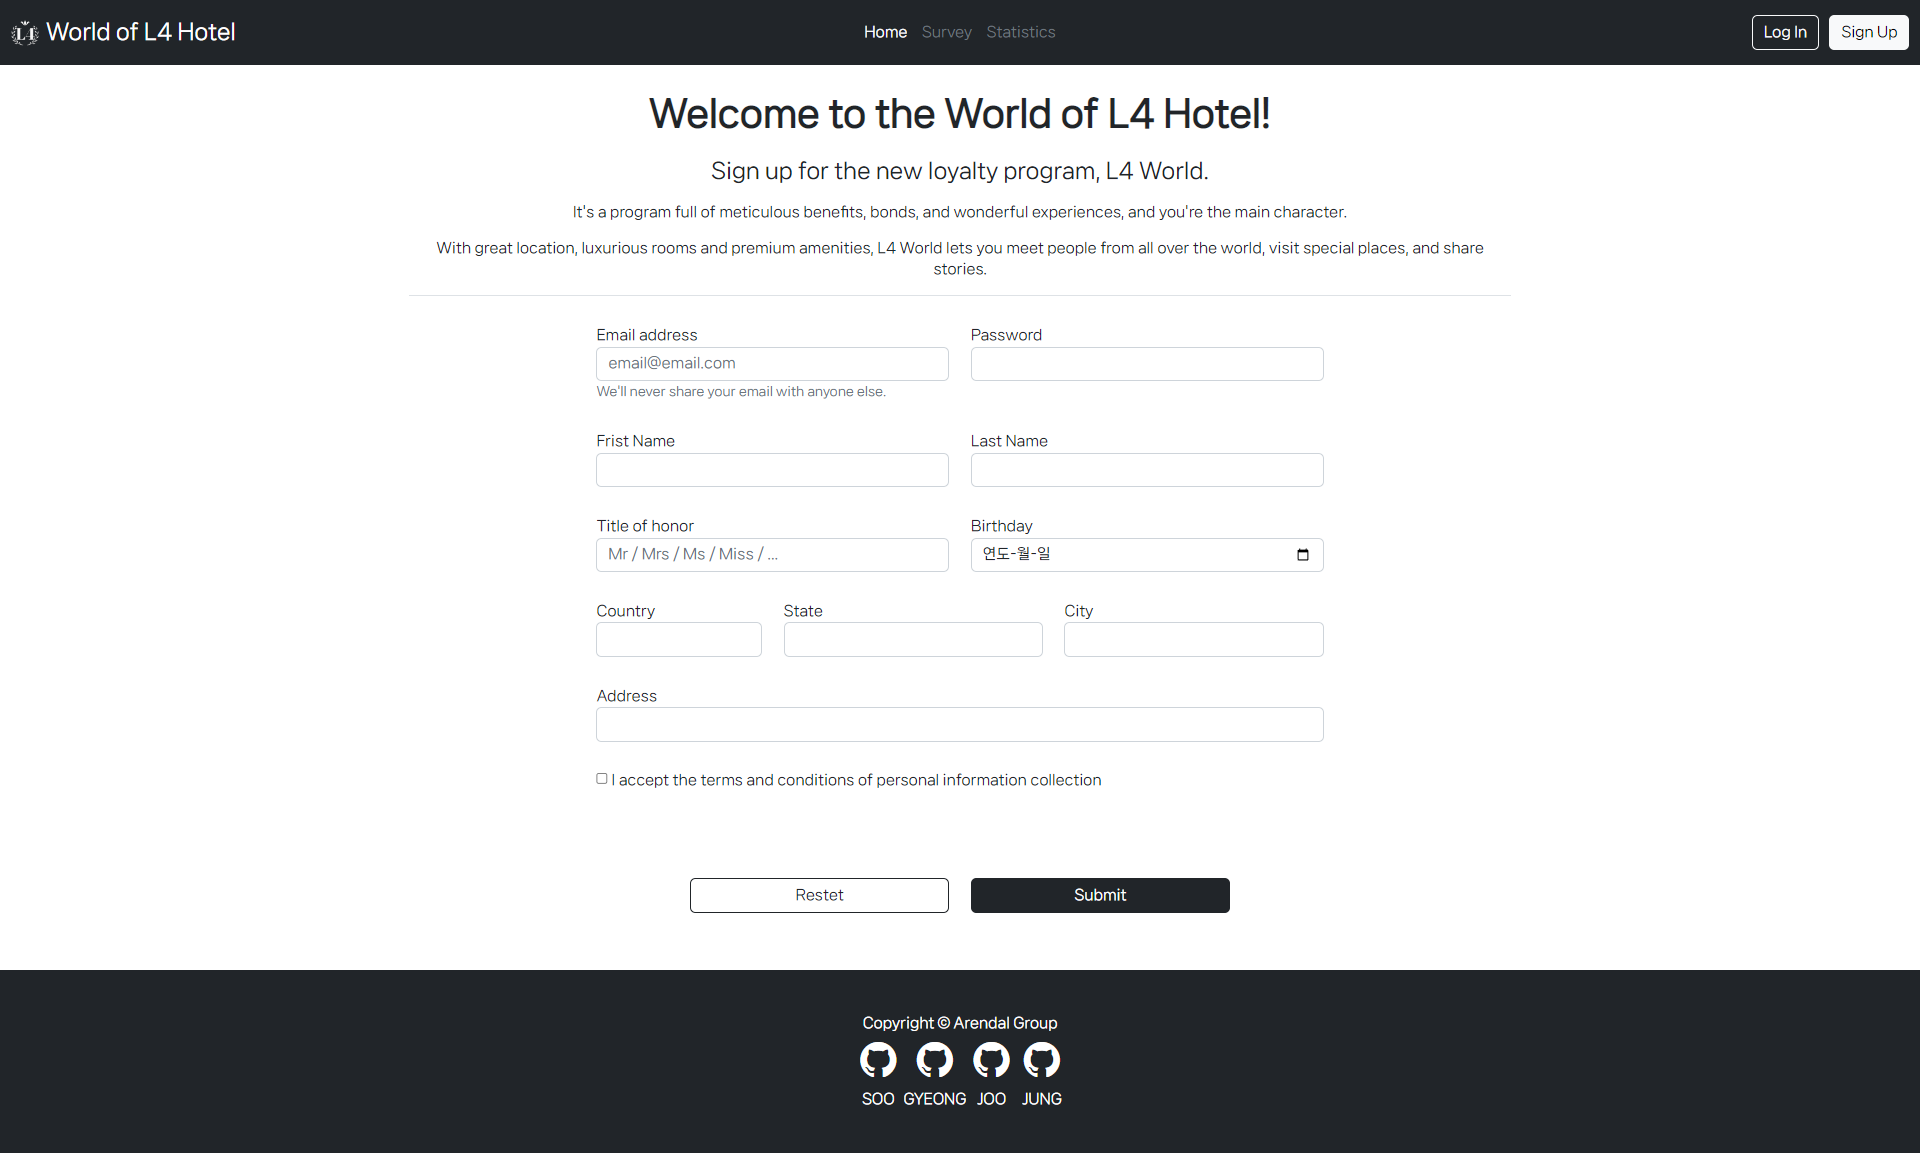 L4 World of L4 Hotel Home Survey Statistics Log In Sign Up
Welcome to the World of L4 Hotel!
Sign up for the new loyalty program, L4 World.
It's a program full of meticulous benefits, bonds, and wonderful experiences, and you're the main character.
With great location, luxurious rooms and premium amenities, L4 World lets you meet people from all over the world, visit special places, and share
stories.
Email address Password
email@email.com
We'll never share your email with anyone else.
Frist Name Last Name
Title of honor Birthday
Mr / Mrs / Ms / Miss / ... 연도-월-일
Country State City
Address
I accept the terms and conditions of personal information collection
Restet Submit
Copyright © Arendal Group
SOO GYEONG JOO JUNG